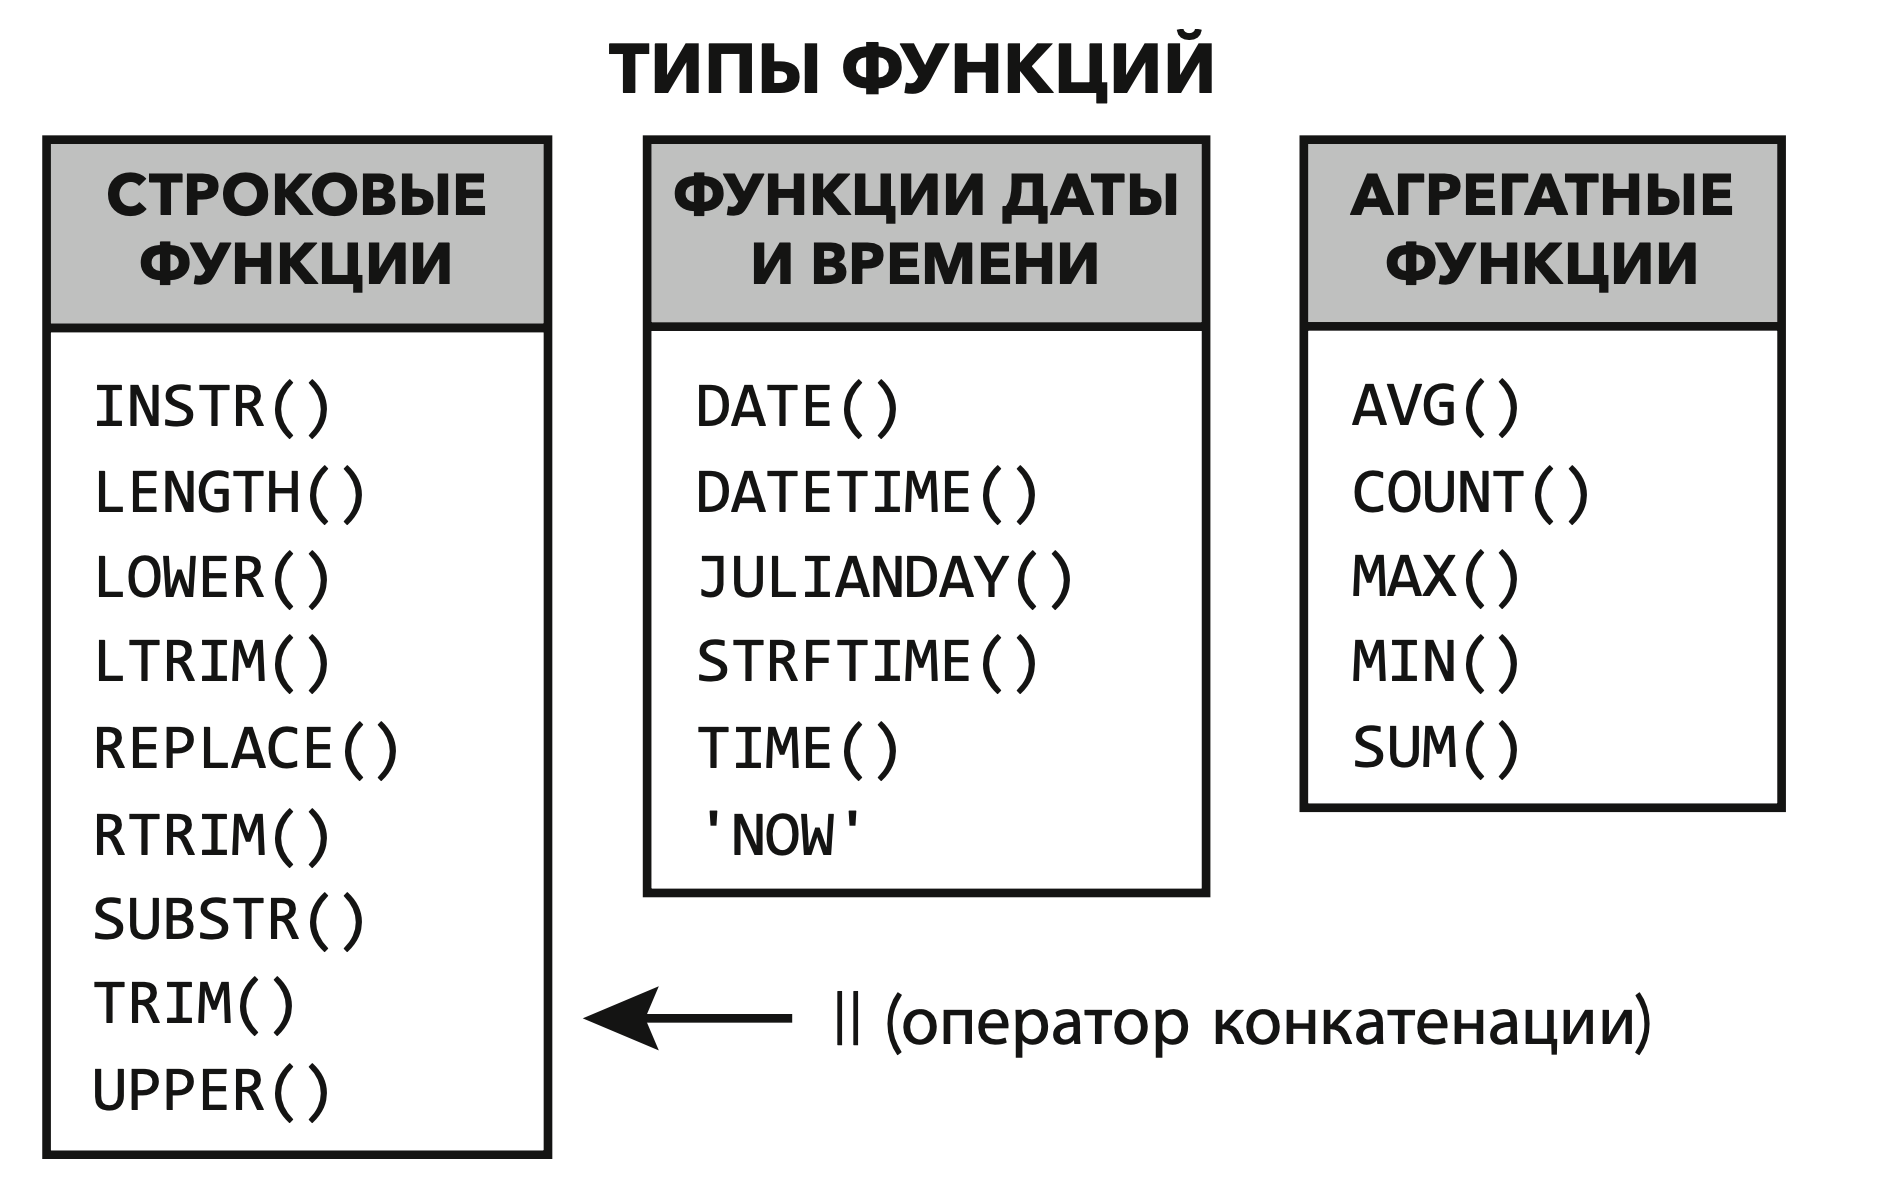 ТИПЫ ФУНКЦИЙ
СТРОКОВЫЕ
ФУНКЦИИ
INSTR()
LENGTH()
LOWER()
LTRIM()
REPLACE()
RTRIM()
SUBSTR()
TRIM()
UPPER()
ФУНКЦИИ ДАТЫ
И ВРЕМЕНИ
DATE()
DATETIME()
JULIANDAY()
STRFTIME()
TIME()
'NOW'
АГРЕГАТНЫЕ
ФУНКЦИИ
AVG()
COUNT()
MAX()
MIN()
SUM()
|| (оператор конкатенации)